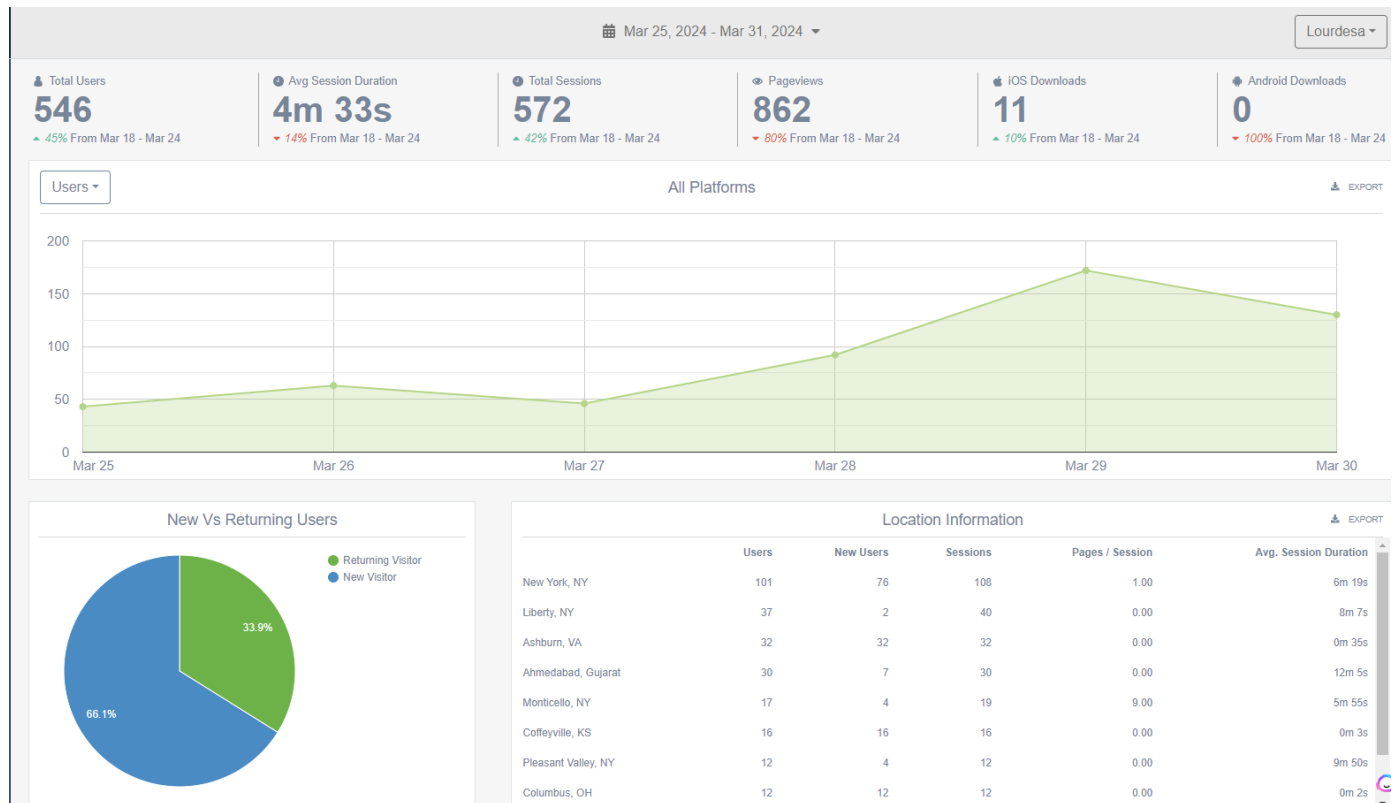 Mar 25, 2024 - Mar 31, 2024
Lourdesa
Total Users
546
45% From Mar 18 - Mar 24
Avg Session Duration
4m 33s
14% From Mar 18 - Mar 24
Total Sessions
572
42% From Mar 18 - Mar 24
Pageviews
862
80% From Mar 18 - Mar 24
iOS Downloads
11
10% From Mar 18 - Mar 24
Android Downloads
0
100% From Mar 18 - Mar 24
Users
All Platforms
EXPORT
200
150
100
50
0
Mar 25 Mar 26 Mar 27 Mar 28 Mar 29 Mar 30
New Vs Returning Users
Returning Visitor
New Visitor
33.9%
66.1%
Location Information
EXPORT
Users New Users Sessions Pages / Session Avg. Session Duration
New York, NY 101 76 108 1.00 6m 19s
Liberty, NY 37 2 40 0.00 8m 7s
Ashburn, VA 32 32 32 0.00 0m 35s
Ahmedabad, Gujarat 30 7 30 0.00 12m 5s
Monticello, NY 17 4 19 9.00 5m 55s
Coffeyville, KS 16 16 16 0.00 0m 3s
Pleasant Valley, NY 12 4 12 0.00 9m 50s
Columbus, OH 12 12 12 0.00 0m 2s